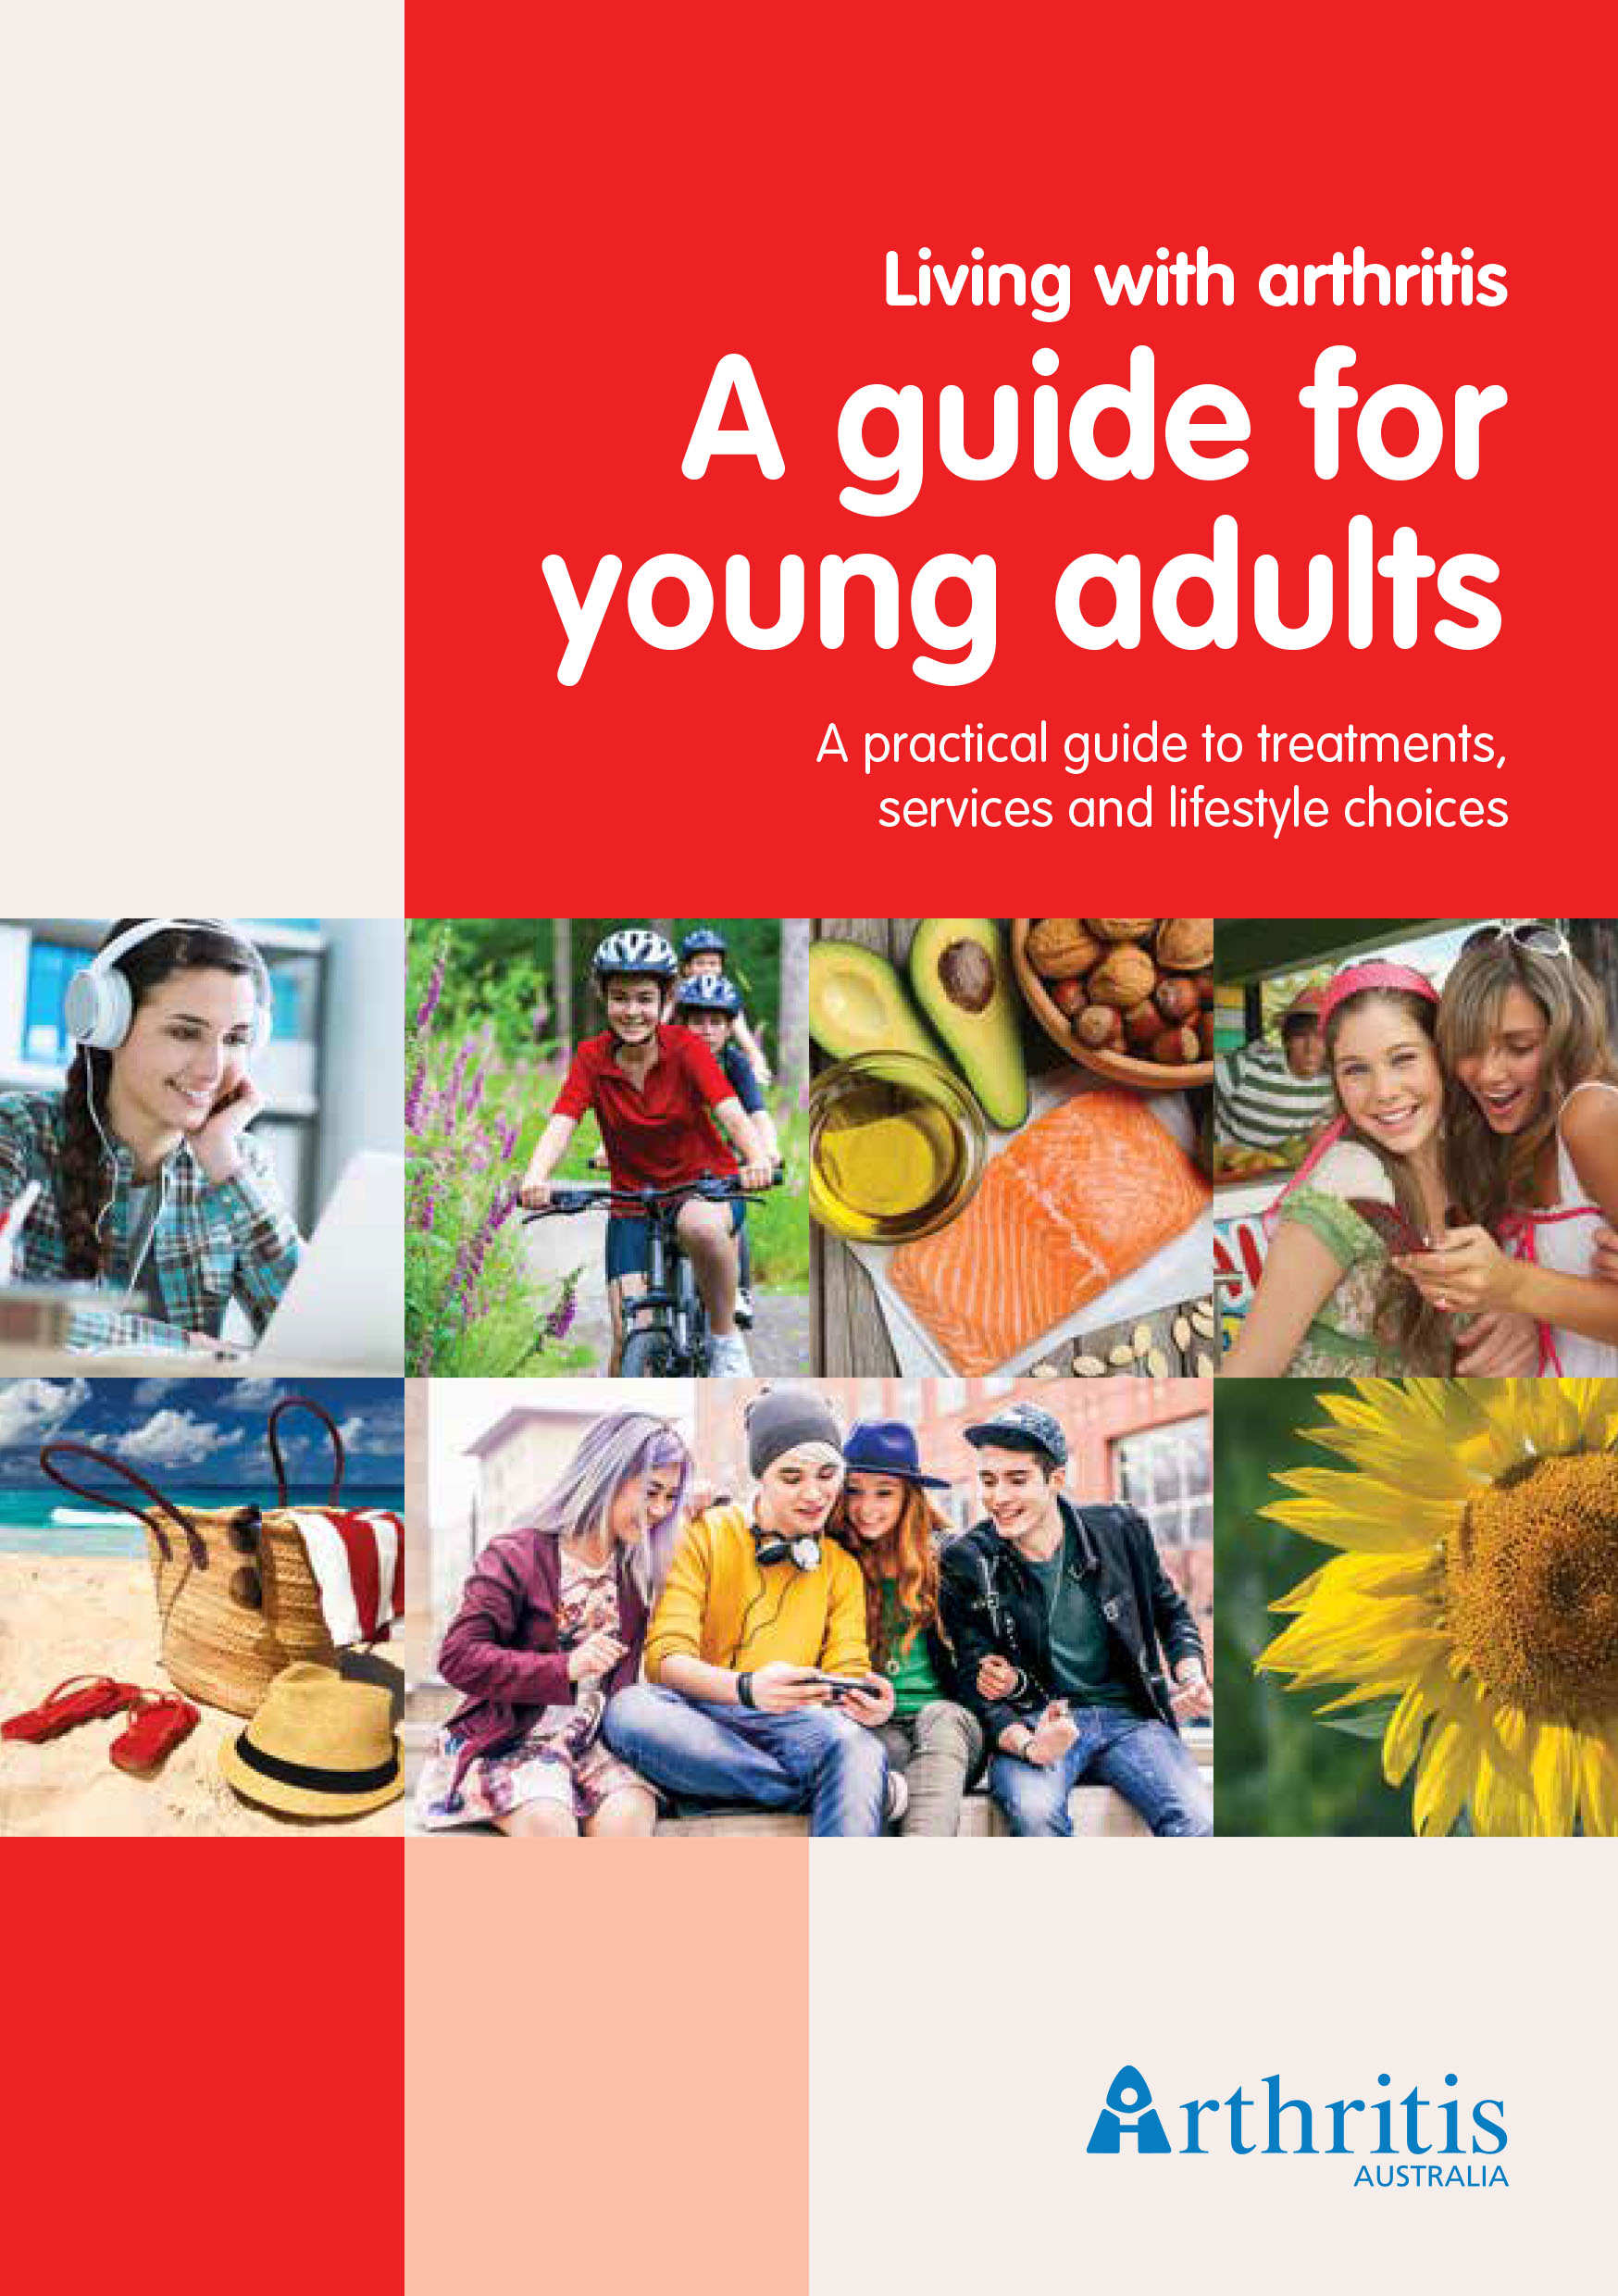 Living with arthritis
A guide for
young adults
A practical guide to treatments,
services and lifestyle choices
Arthritis
AUSTRALIA